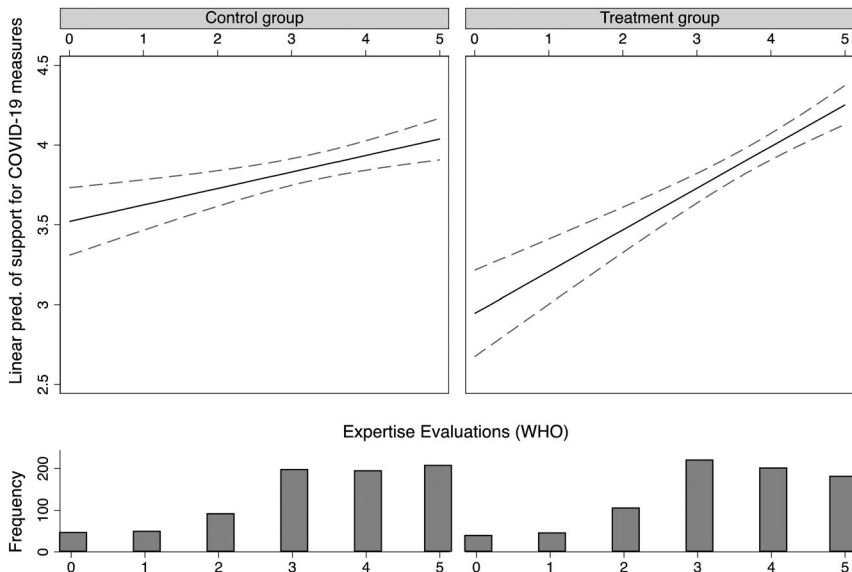 Control group Treatment group
0 1 2 3 4 5 0 1 2 3 4 5
Linear pred. of support for COVID-19 measures
4.5
4
3.5
3
2.5
Expertise Evaluations (WHO)
Frequency
200
100
0
0 1 2 3 4 5 0 1 2 3 4 5